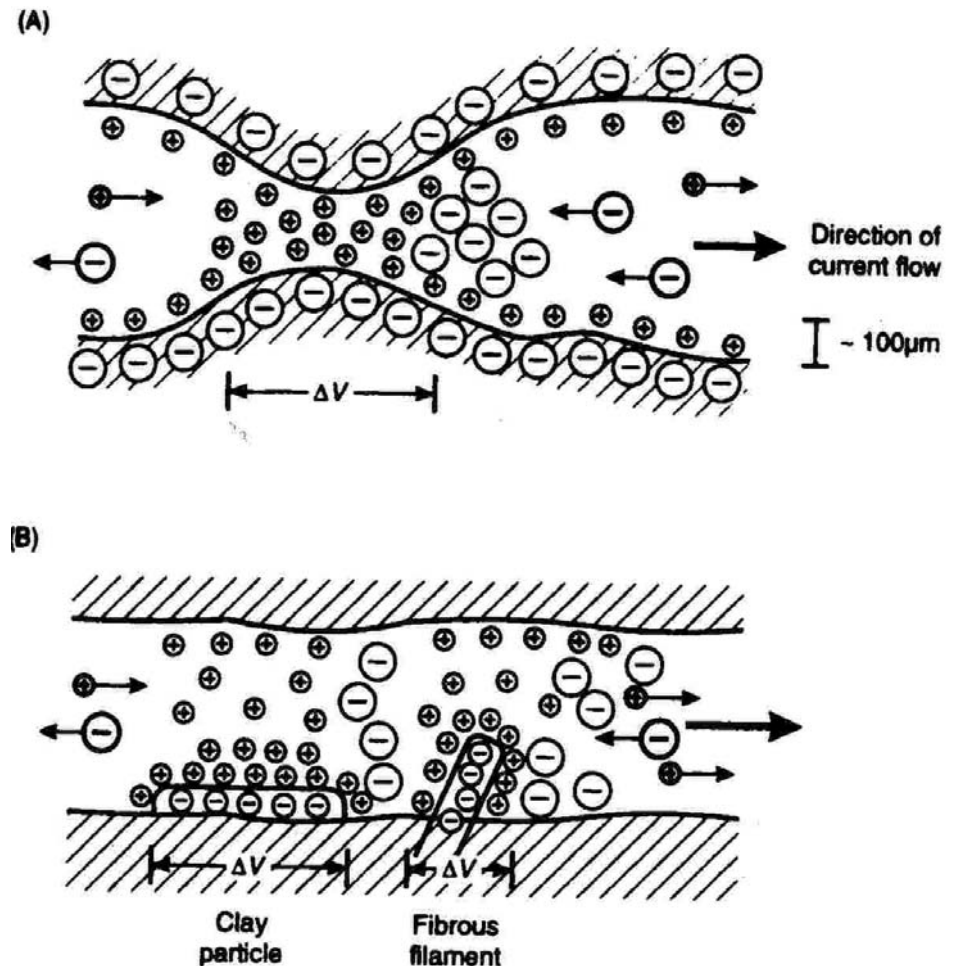 (A)
Direction of
current flow
~ 100µm
ΔV
(B)
ΔV
ΔV
Clay
particle
Fibrous
filament